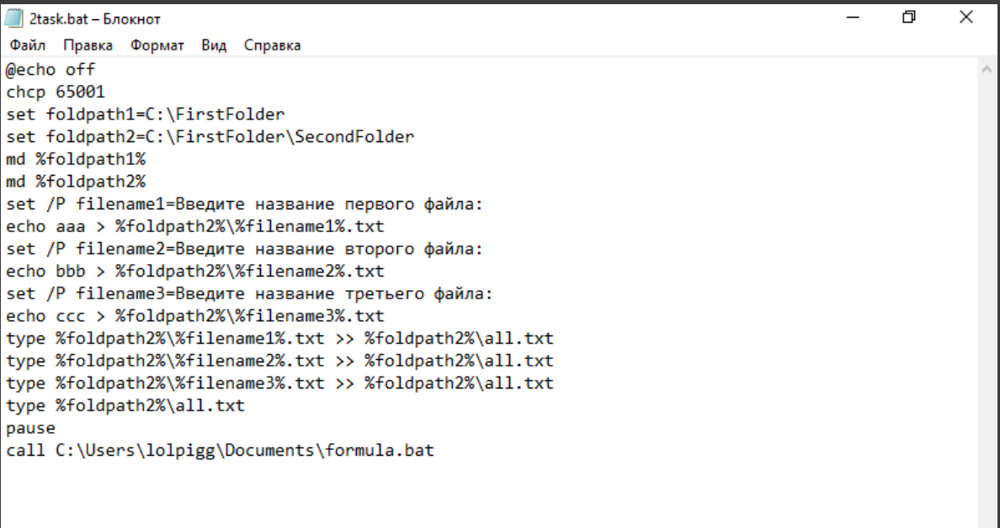 2task.bat – Блокнот
Файл Правка Формат Вид Справка
@echo off
chcp 65001
set foldpath1=C:\FirstFolder
set foldpath2=C:\FirstFolder\SecondFolder
md %foldpath1%
md %foldpath2%
set /P filename1=Введите название первого файла:
echo aaa > %foldpath2%\%filename1%.txt
set /P filename2=Введите название второго файла:
echo bbb > %foldpath2%\%filename2%.txt
set /P filename3=Введите название третьего файла:
echo ccc > %foldpath2%\%filename3%.txt
type %foldpath2%\%filename1%.txt >> %foldpath2%\all.txt
type %foldpath2%\%filename2%.txt >> %foldpath2%\all.txt
type %foldpath2%\%filename3%.txt >> %foldpath2%\all.txt
type %foldpath2%\all.txt
pause
call C:\Users\lolpigg\Documents\formula.bat